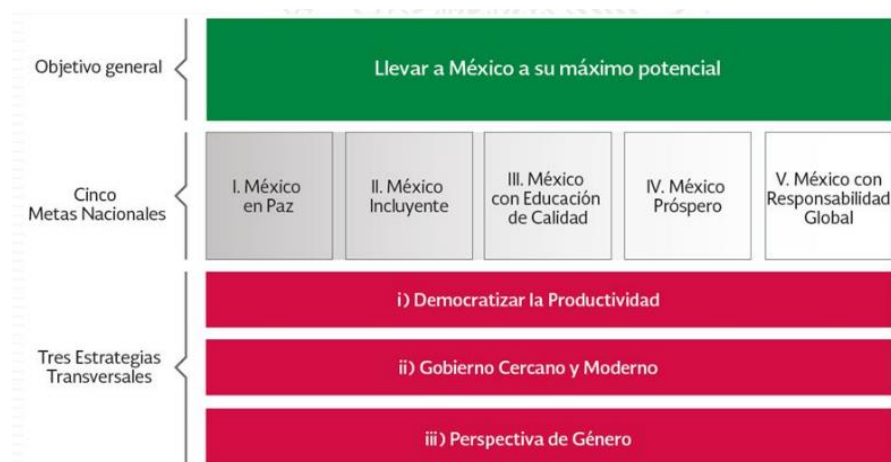 Objetivo general
Llevar a México a su máximo potencial
Cinco
Metas Nacionales
I. México
en Paz
II. México
Incluyente
III. México
con Educación
de Calidad
IV. México
Próspero
V. México con
Responsabilidad
Global
Tres Estrategias
Transversales
i) Democratizar la Productividad
ii) Gobierno Cercano y Moderno
iii) Perspectiva de Género